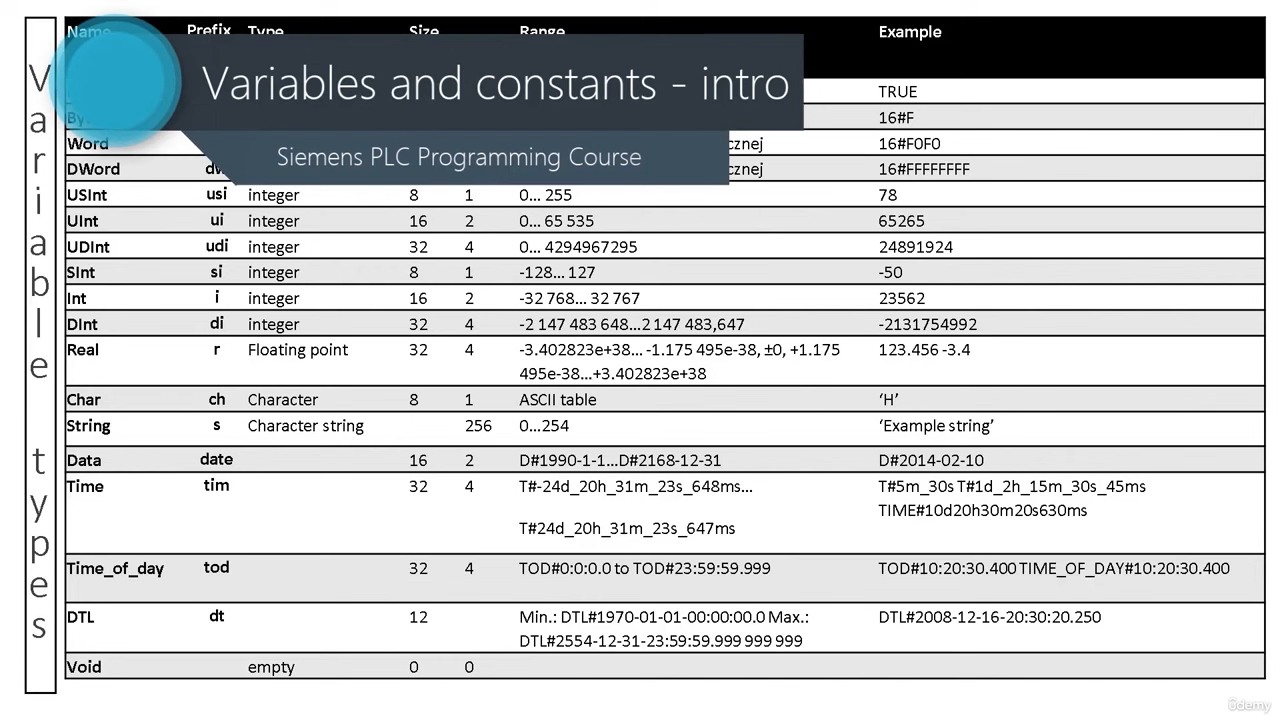 Name Prefix Type Size Range Example
Variables and constants - intro
Siemens PLC Programming Course
Variable types
TRUE
16#F
Word cznej 16#F0F0
DWord cznej 16#FFFFFFFF
USInt usi integer 8 1 0... 255 78
UInt ui integer 16 2 0... 65 535 65265
UDInt udi integer 32 4 0... 4294967295 24891924
SInt si integer 8 1 -128... 127 -50
Int i integer 16 2 -32 768... 32 767 23562
DInt di integer 32 4 -2 147 483 648...2 147 483,647 -2131754992
Real r Floating point 32 4 -3.402823e+38... -1.175 495e-38, ±0, +1.175 123.456 -3.4
495e-38...+3.402823e+38
Char ch Character 8 1 ASCII table ‘H’
String s Character string 256 0...254 ‘Example string’
Data date 16 2 D#1990-1-1...D#2168-12-31 D#2014-02-10
Time tim 32 4 T#-24d_20h_31m_23s_648ms... T#5m_30s T#1d_2h_15m_30s_45ms
TIME#10d20h30m20s630ms
T#24d_20h_31m_23s_647ms
Time_of_day tod 32 4 TOD#0:0:0.0 to TOD#23:59:59.999 TOD#10:20:30.400 TIME_OF_DAY#10:20:30.400
DTL dt 12 Min.: DTL#1970-01-01-00:00:00.0 Max.: DTL#2008-12-16-20:30:20.250
DTL#2554-12-31-23:59:59.999 999 999
Void empty 0 0
ûdemy